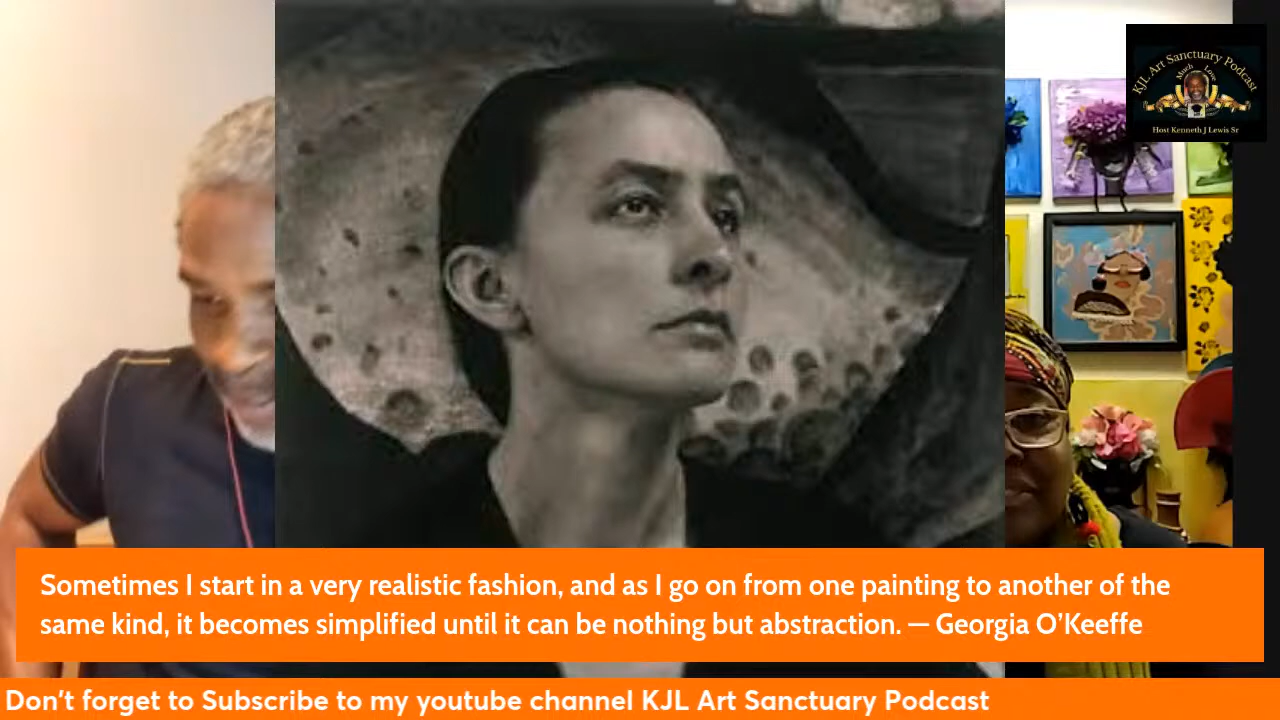 KJL Art Sanctuary Podcast
Much Love
Host Kenneth J Lewis Sr
Sometimes I start in a very realistic fashion, and as I go on from one painting to another of the
same kind, it becomes simplified until it can be nothing but abstraction. — Georgia O’Keeffe
Don’t forget to Subscribe to my youtube channel KJL Art Sanctuary Podcast